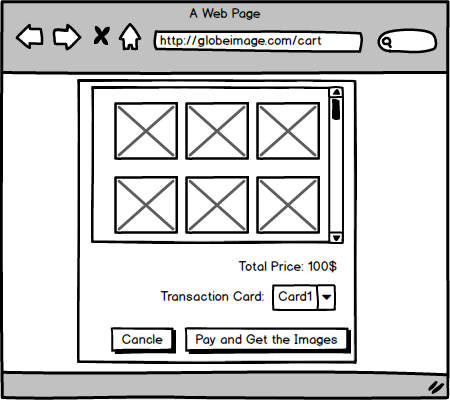 A Web Page
http://globeimage.com/cart
Total Price: 100$
Transaction Card: Card1
Cancle Pay and Get the Images